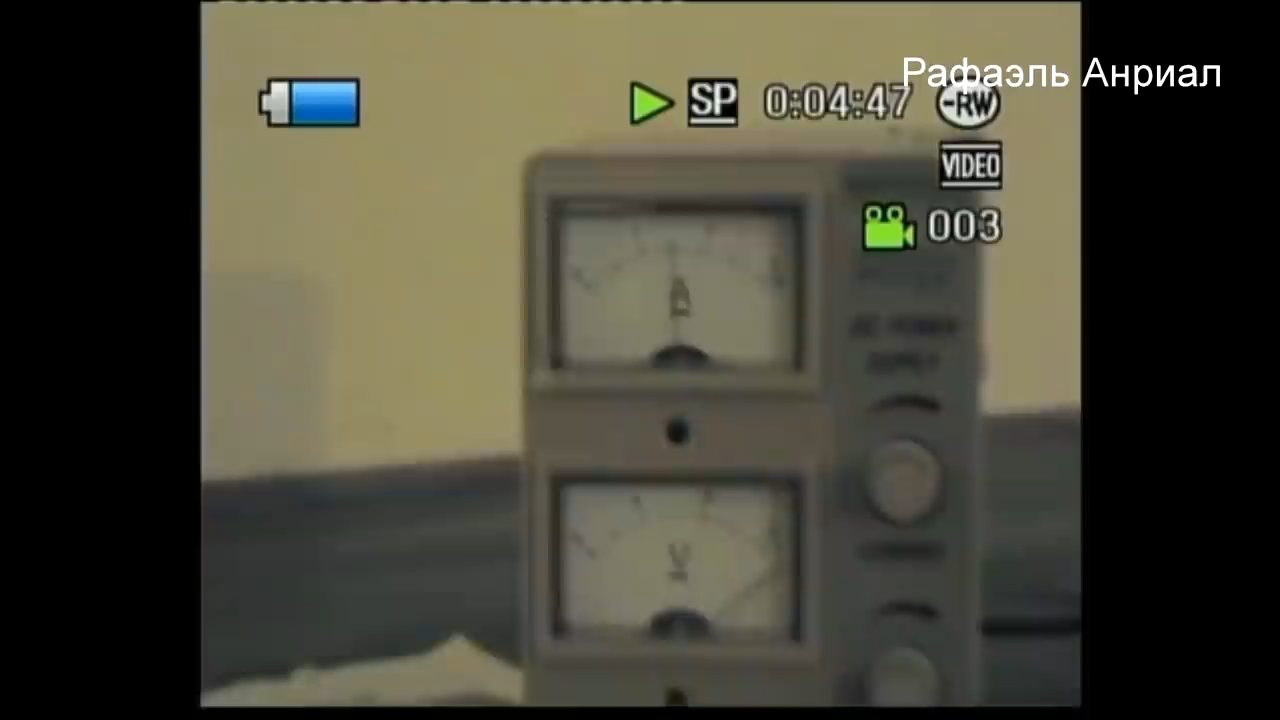 Рафаэль Анриал
SP 0:04:47 -RW
VIDEO
003
A
DC POWER
SUPPLY